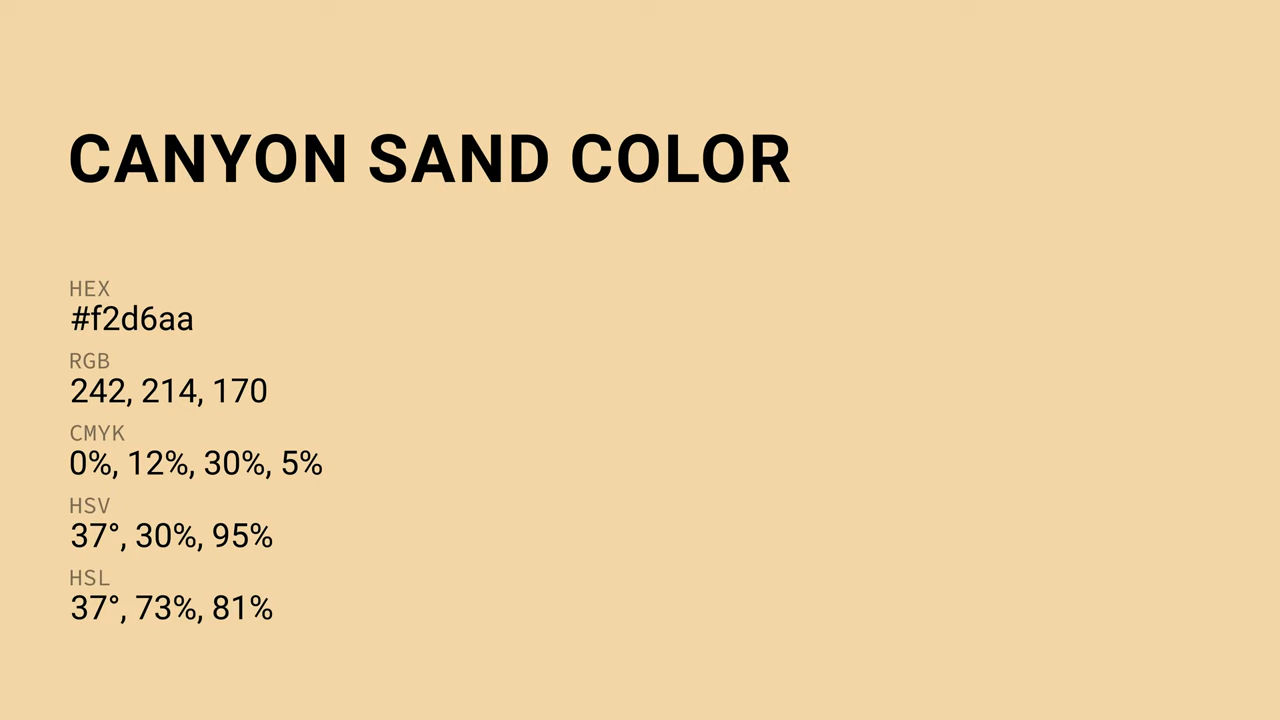 CANYON SAND COLOR
HEX
#f2d6aa
RGB
242, 214, 170
CMYK
0%, 12%, 30%, 5%
HSV
37°, 30%, 95%
HSL
37°, 73%, 81%